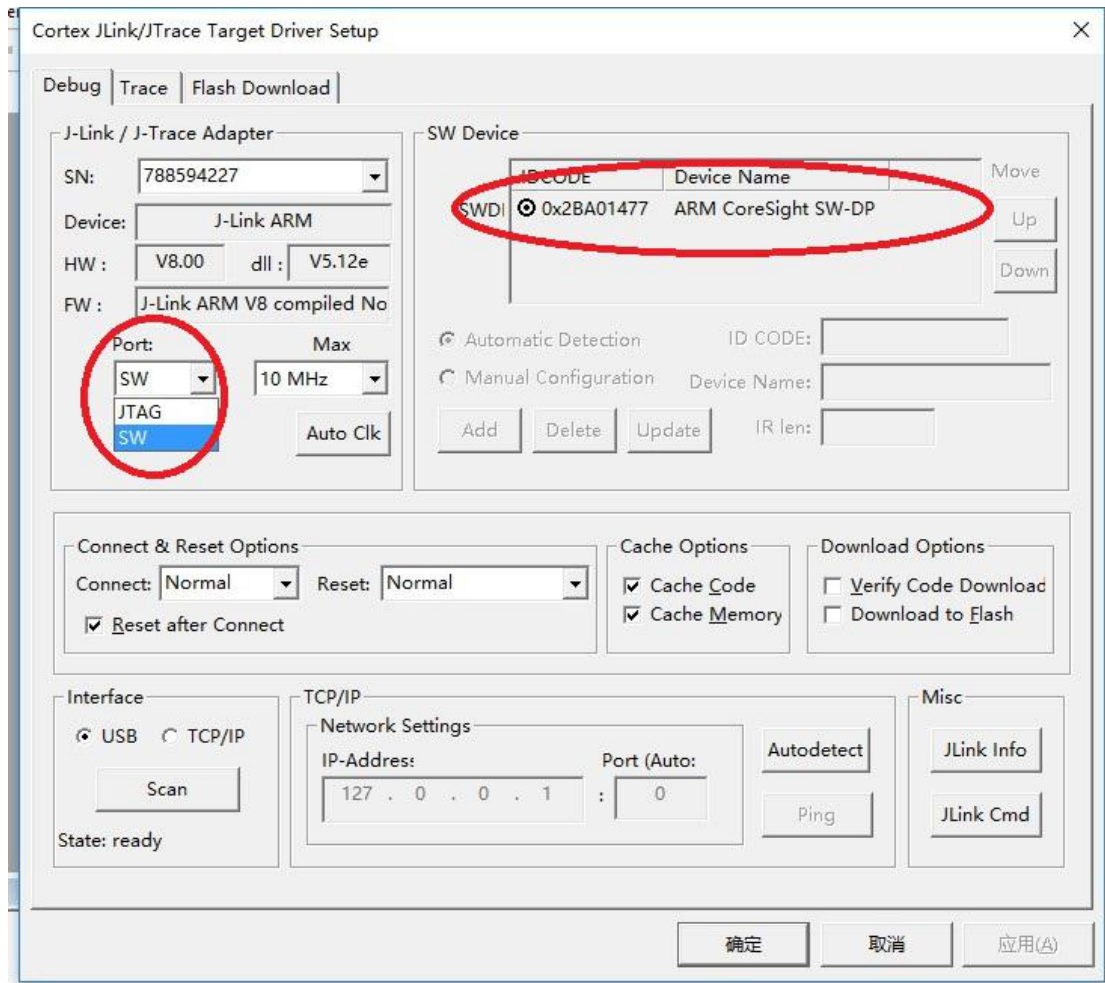 Cortex JLink/JTrace Target Driver Setup
Debug Trace Flash Download
J-Link / J-Trace Adapter
SN: 788594227
Device: J-Link ARM
HW : V8.00 dll : V5.12e
FW : J-Link ARM V8 compiled No
Port: Max
SW 10 MHz
JTAG
SW
Auto Clk
SW Device
IDCODE Device Name
SWDI 0x2BA01477 ARM CoreSight SW-DP
Move
Up
Down
Automatic Detection ID CODE:
Manual Configuration Device Name:
Add Delete Update IR len:
Connect & Reset Options
Connect: Normal Reset: Normal
Reset after Connect
Cache Options
Cache Code
Cache Memory
Download Options
Verify Code Download
Download to Flash
Interface
USB TCP/IP
Scan
State: ready
TCP/IP
Network Settings
IP-Address Port (Auto:
127 . 0 . 0 . 1 : 0
Autodetect
Ping
Misc
JLink Info
JLink Cmd
确定 取消 应用(A)